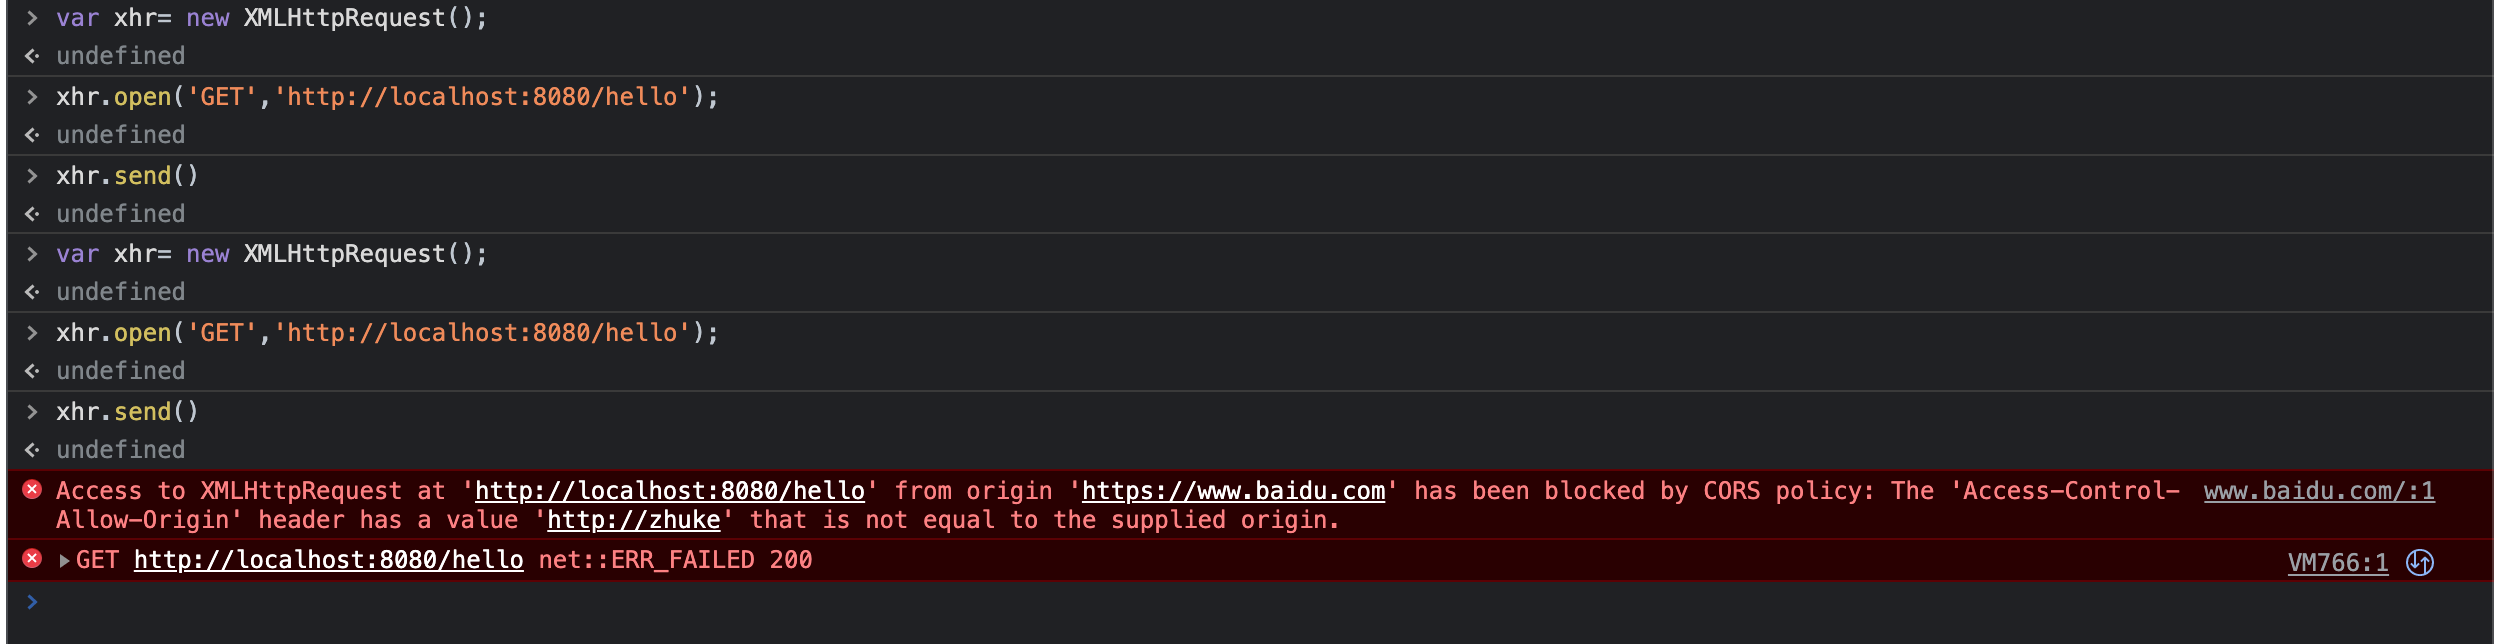 > var xhr= new XMLHttpRequest();
<· undefined
> xhr.open('GET','http://localhost:8080/hello');
<· undefined
> xhr.send()
<· undefined
> var xhr= new XMLHttpRequest();
<· undefined
> xhr.open('GET','http://localhost:8080/hello');
<· undefined
> xhr.send()
<· undefined
Access to XMLHttpRequest at 'http://localhost:8080/hello' from origin 'https://www.baidu.com' has been blocked by CORS policy: The 'Access-Control- www.baidu.com/:1
Allow-Origin' header has a value 'http://zhuke' that is not equal to the supplied origin.
▶GET http://localhost:8080/hello net::ERR_FAILED 200 VM766:1
>